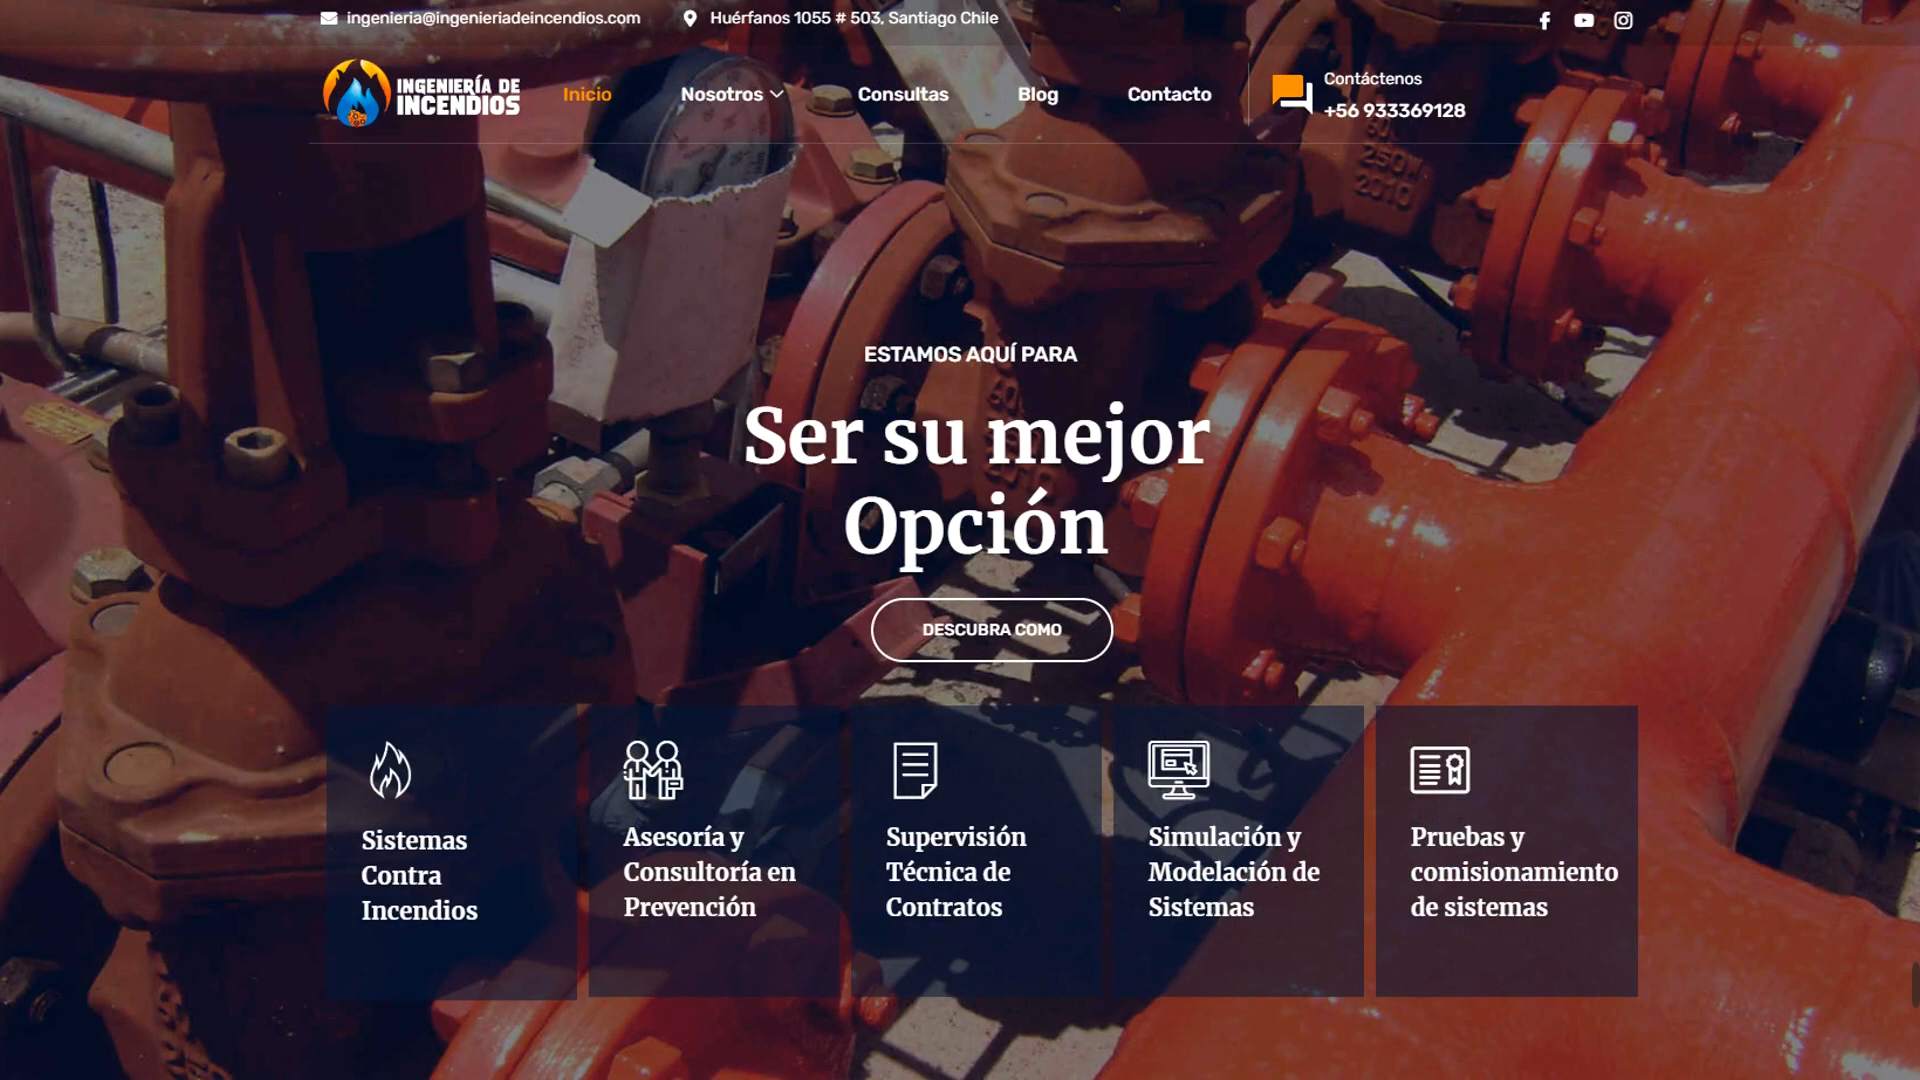 ingenieria@ingenieriadeincendios.com
Huérfanos 1055 # 503, Santiago Chile
INGENIERÍA DE
INCENDIOS
Inicio
Nosotros
Consultas
Blog
Contacto
Contáctenos
+56 933369128
250W
2010
ESTAMOS AQUÍ PARA
Ser su mejor
Opción
DESCUBRA COMO
Sistemas
Contra
Incendios
Asesoría y
Consultoría en
Prevención
Supervisión
Técnica de
Contratos
Simulación y
Modelación de
Sistemas
Pruebas y
comisionamiento
de sistemas